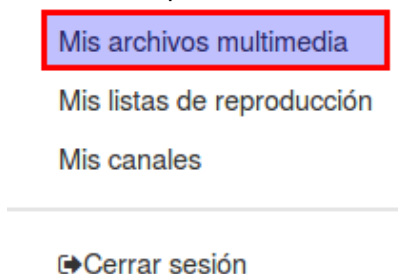 Mis archivos multimedia
Mis listas de reproducción
Mis canales
Cerrar sesión